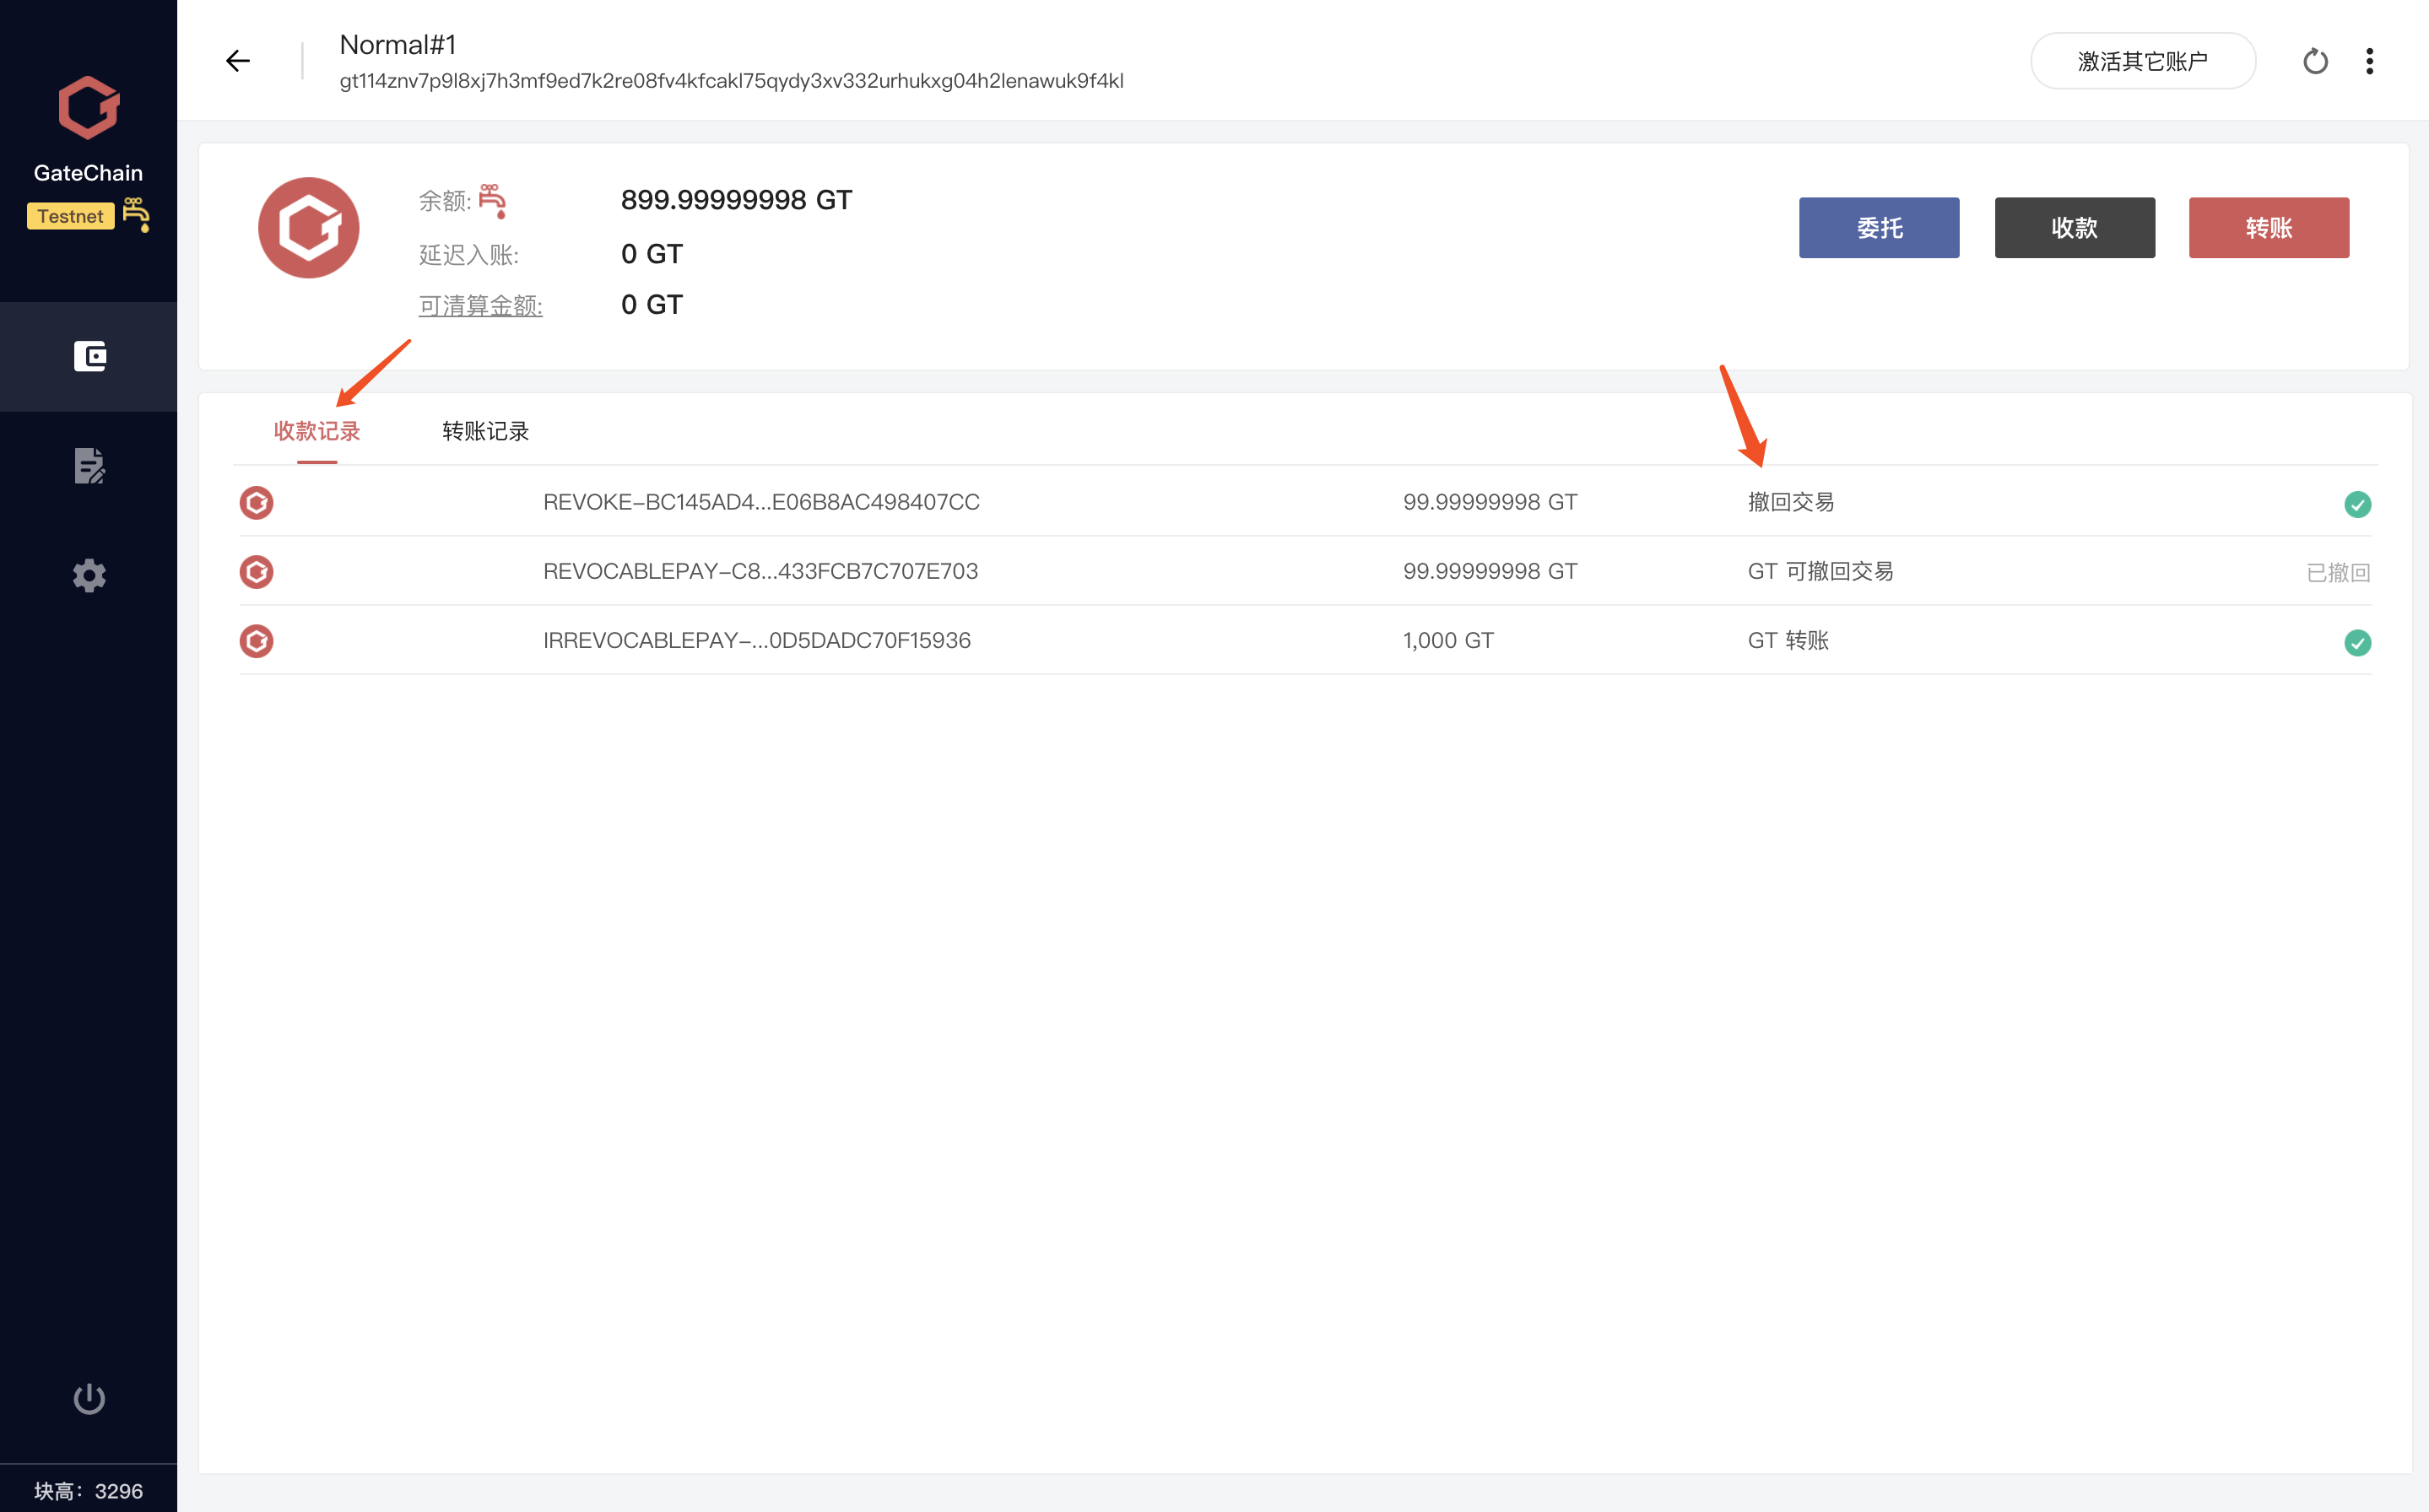 GateChain
Testnet
块高：3296
Normal#1
gt114znv7p9l8xj7h3mf9ed7k2re08fv4kfcakl75qydy3xv332urhukxg04h2lenawuk9f4kl
激活其它账户
余额: 899.99999998 GT
延迟入账: 0 GT
可清算金额: 0 GT
委托 收款 转账
收款记录 转账记录
REVOKE-BC145AD4...E06B8AC498407CC 99.99999998 GT 撤回交易
REVOCABLEPAY-C8...433FCB7C707E703 99.99999998 GT GT 可撤回交易 已撤回
IRREVOCABLEPAY-...0D5DADC70F15936 1,000 GT GT 转账